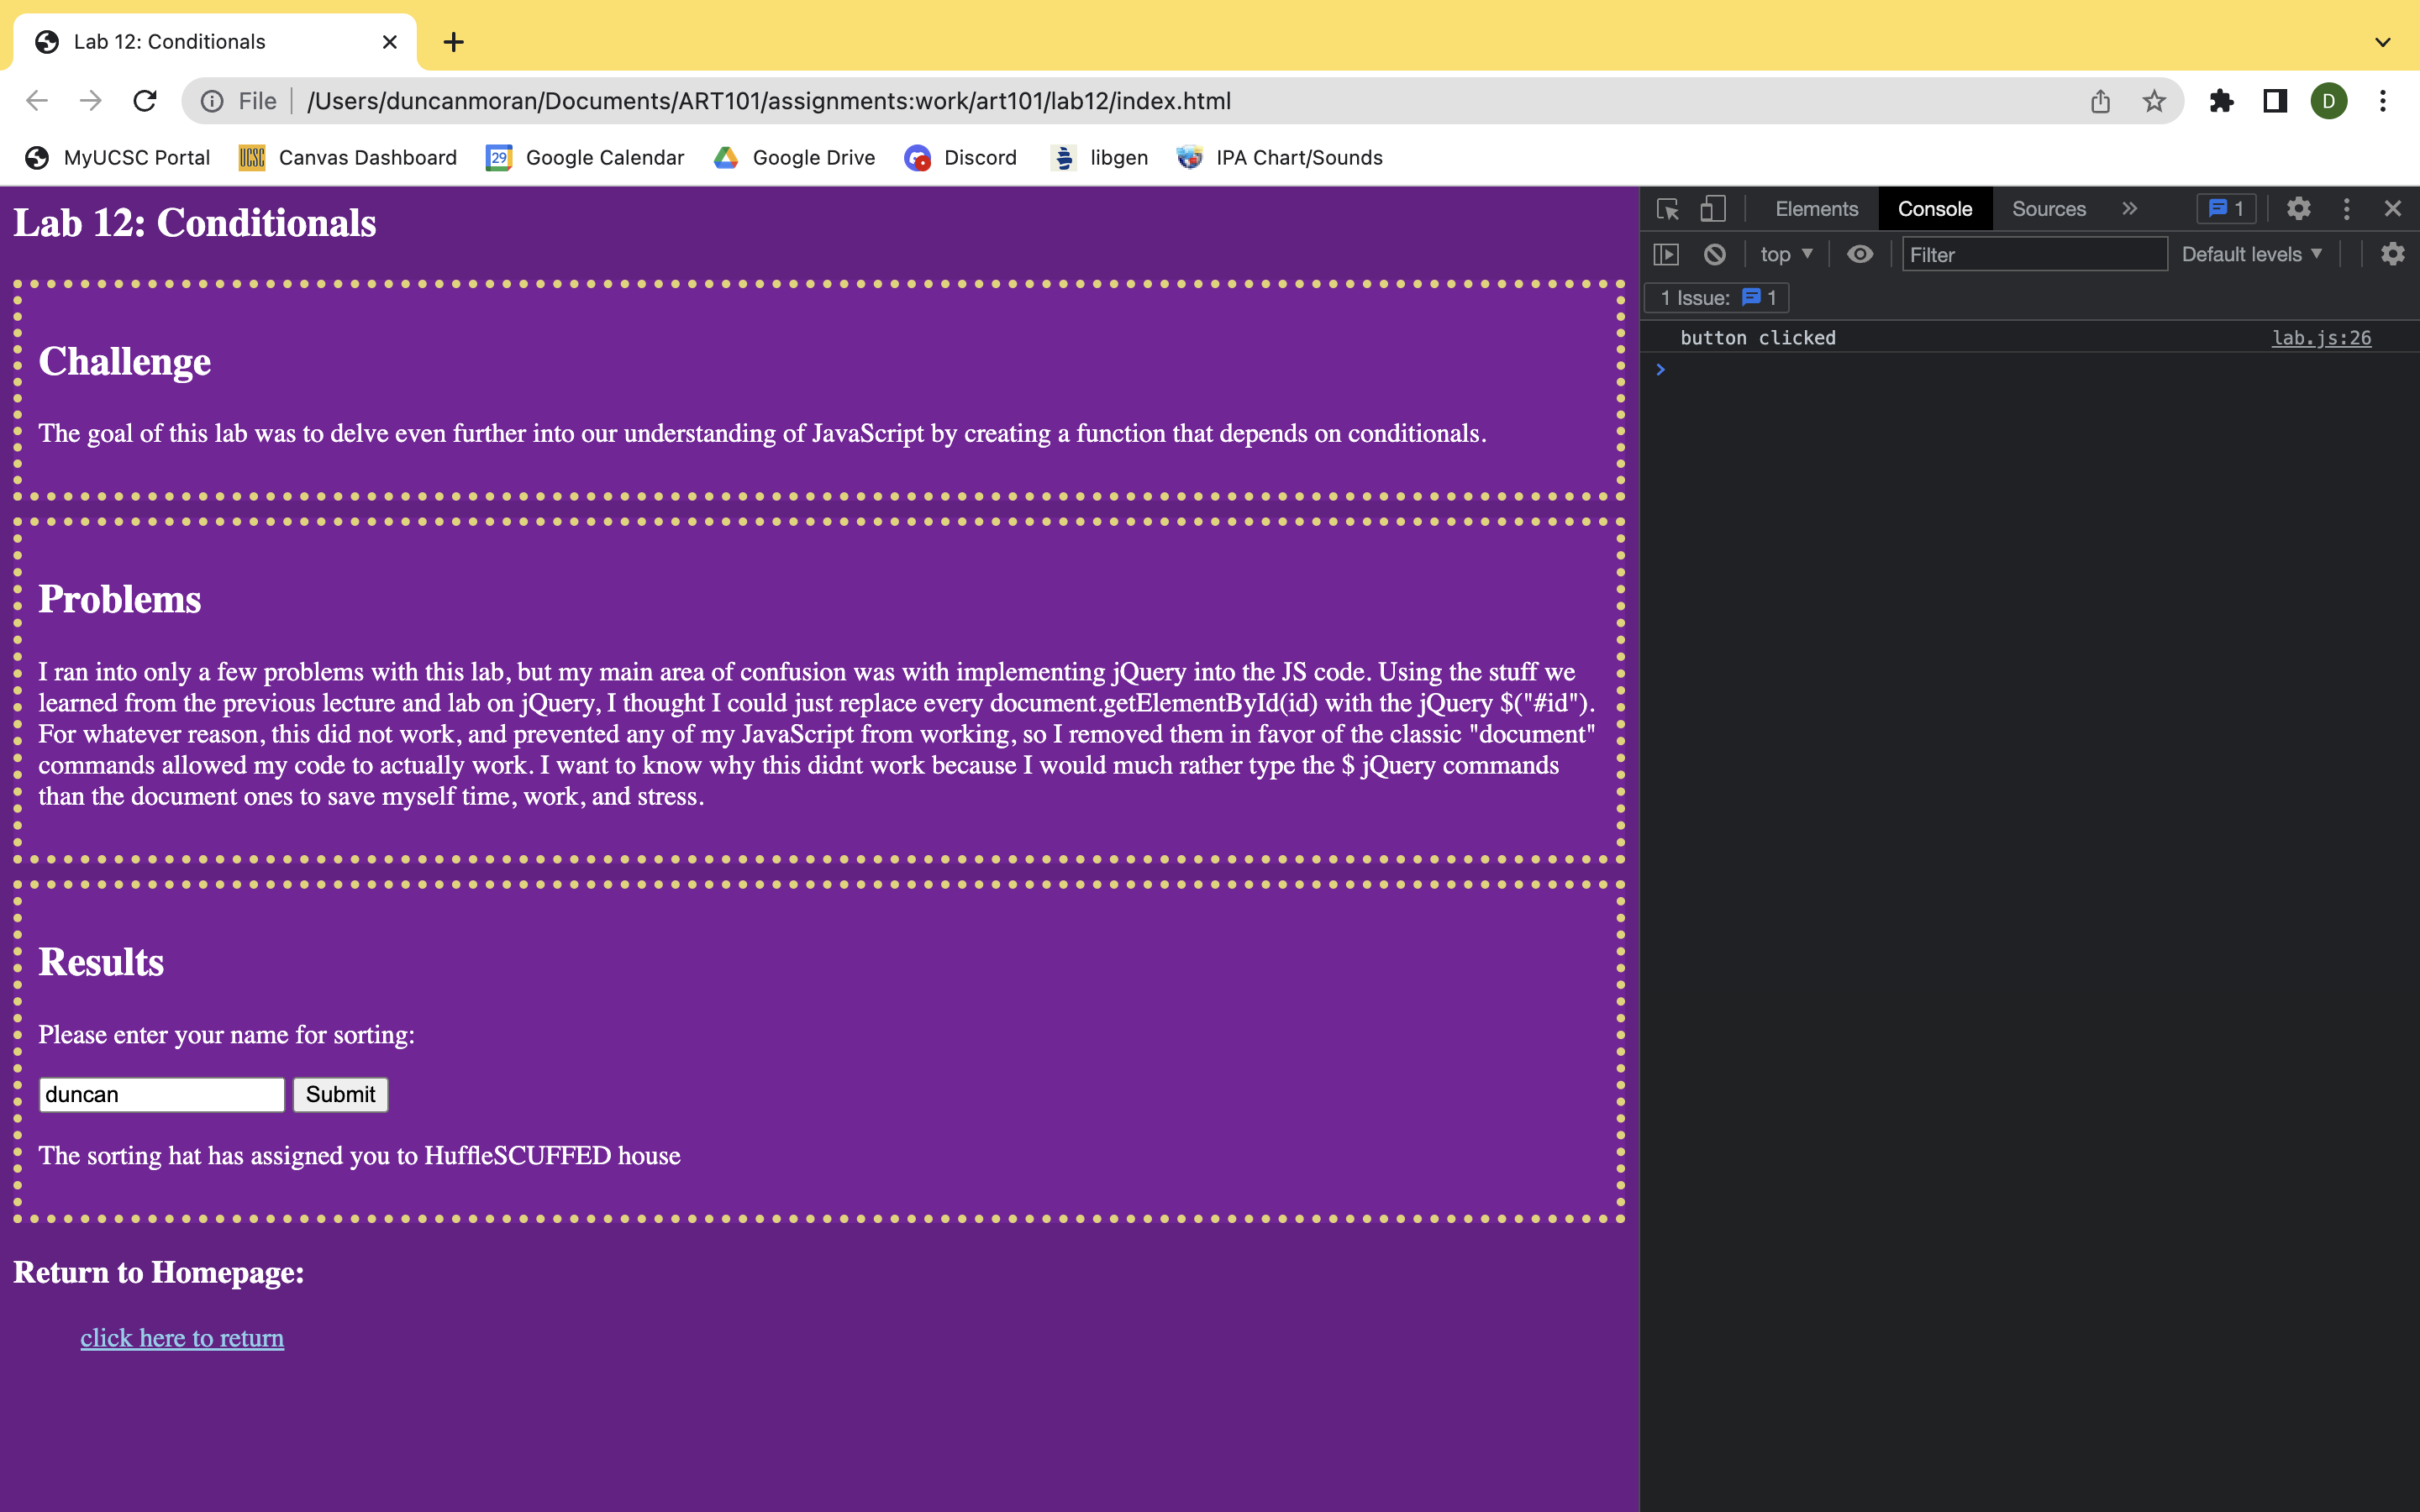 Lab 12: Conditionals
File /Users/duncanmoran/Documents/ART101/assignments:work/art101/lab12/index.html
D
MyUCSC Portal UCSC Canvas Dashboard 29 Google Calendar Google Drive Discord libgen IPA Chart/Sounds
Lab 12: Conditionals
Challenge
The goal of this lab was to delve even further into our understanding of JavaScript by creating a function that depends on conditionals.
Problems
I ran into only a few problems with this lab, but my main area of confusion was with implementing jQuery into the JS code. Using the stuff we
learned from the previous lecture and lab on jQuery, I thought I could just replace every document.getElementById(id) with the jQuery $("#id").
For whatever reason, this did not work, and prevented any of my JavaScript from working, so I removed them in favor of the classic "document"
commands allowed my code to actually work. I want to know why this didnt work because I would much rather type the $ jQuery commands
than the document ones to save myself time, work, and stress.
Results
Please enter your name for sorting:
duncan Submit
The sorting hat has assigned you to HuffleSCUFFED house
Return to Homepage:
click here to return
Elements Console Sources 1
top Filter Default levels
1 Issue: 1
button clicked lab.js:26